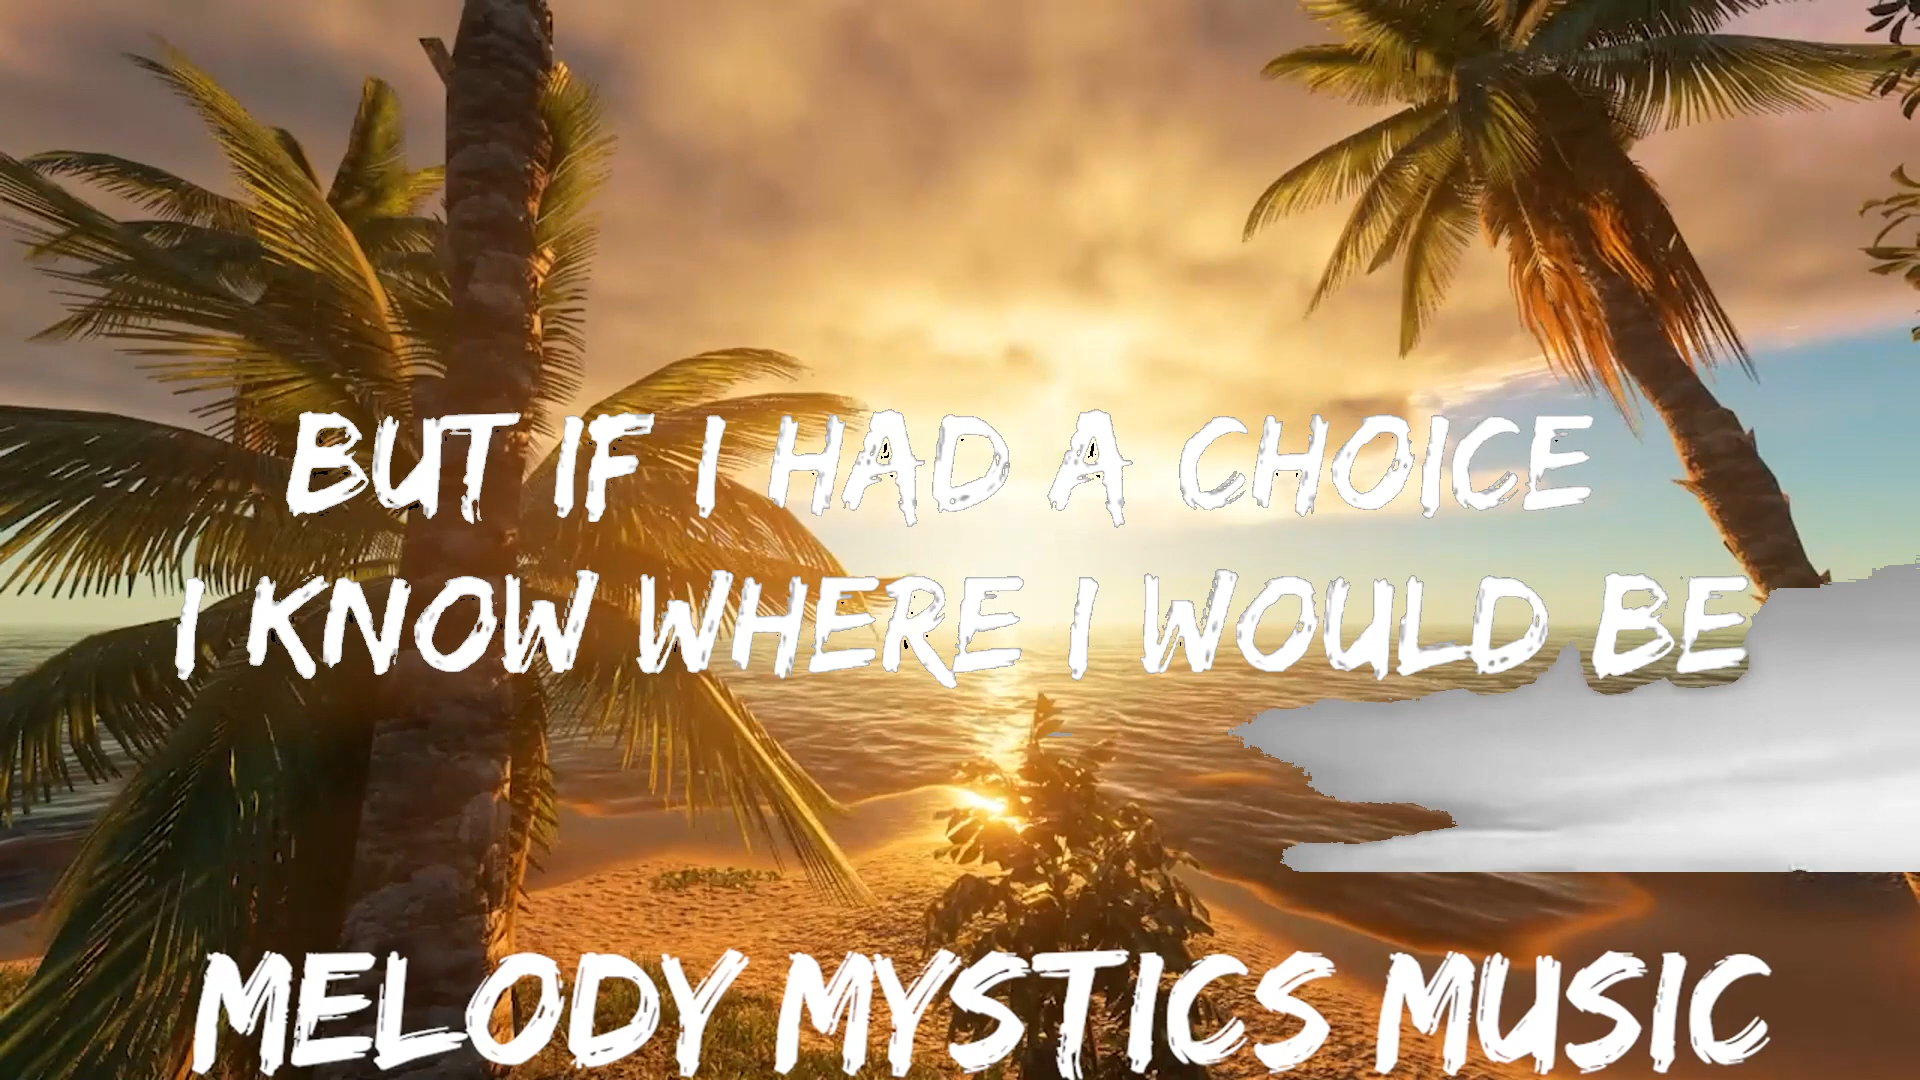 BUT IF I HAD A CHOICE
I KNOW WHERE I WOULD BE
MELODY MYSTICS MUSIC